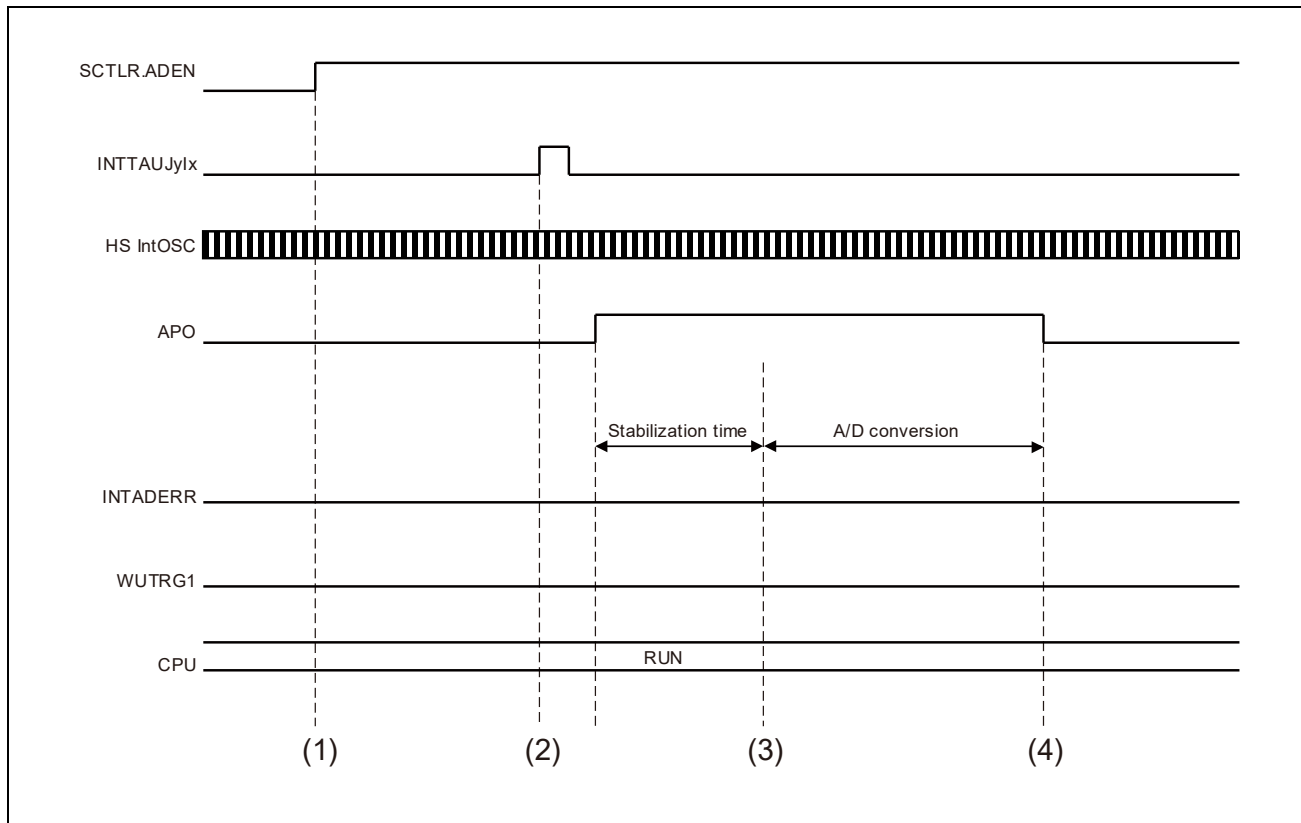 SCTLR.ADEN
INTTAUJyIx
HS IntOSC
APO
Stabilization time
A/D conversion
INTADERR
WUTRG1
RUN
CPU
(1) (2) (3) (4)